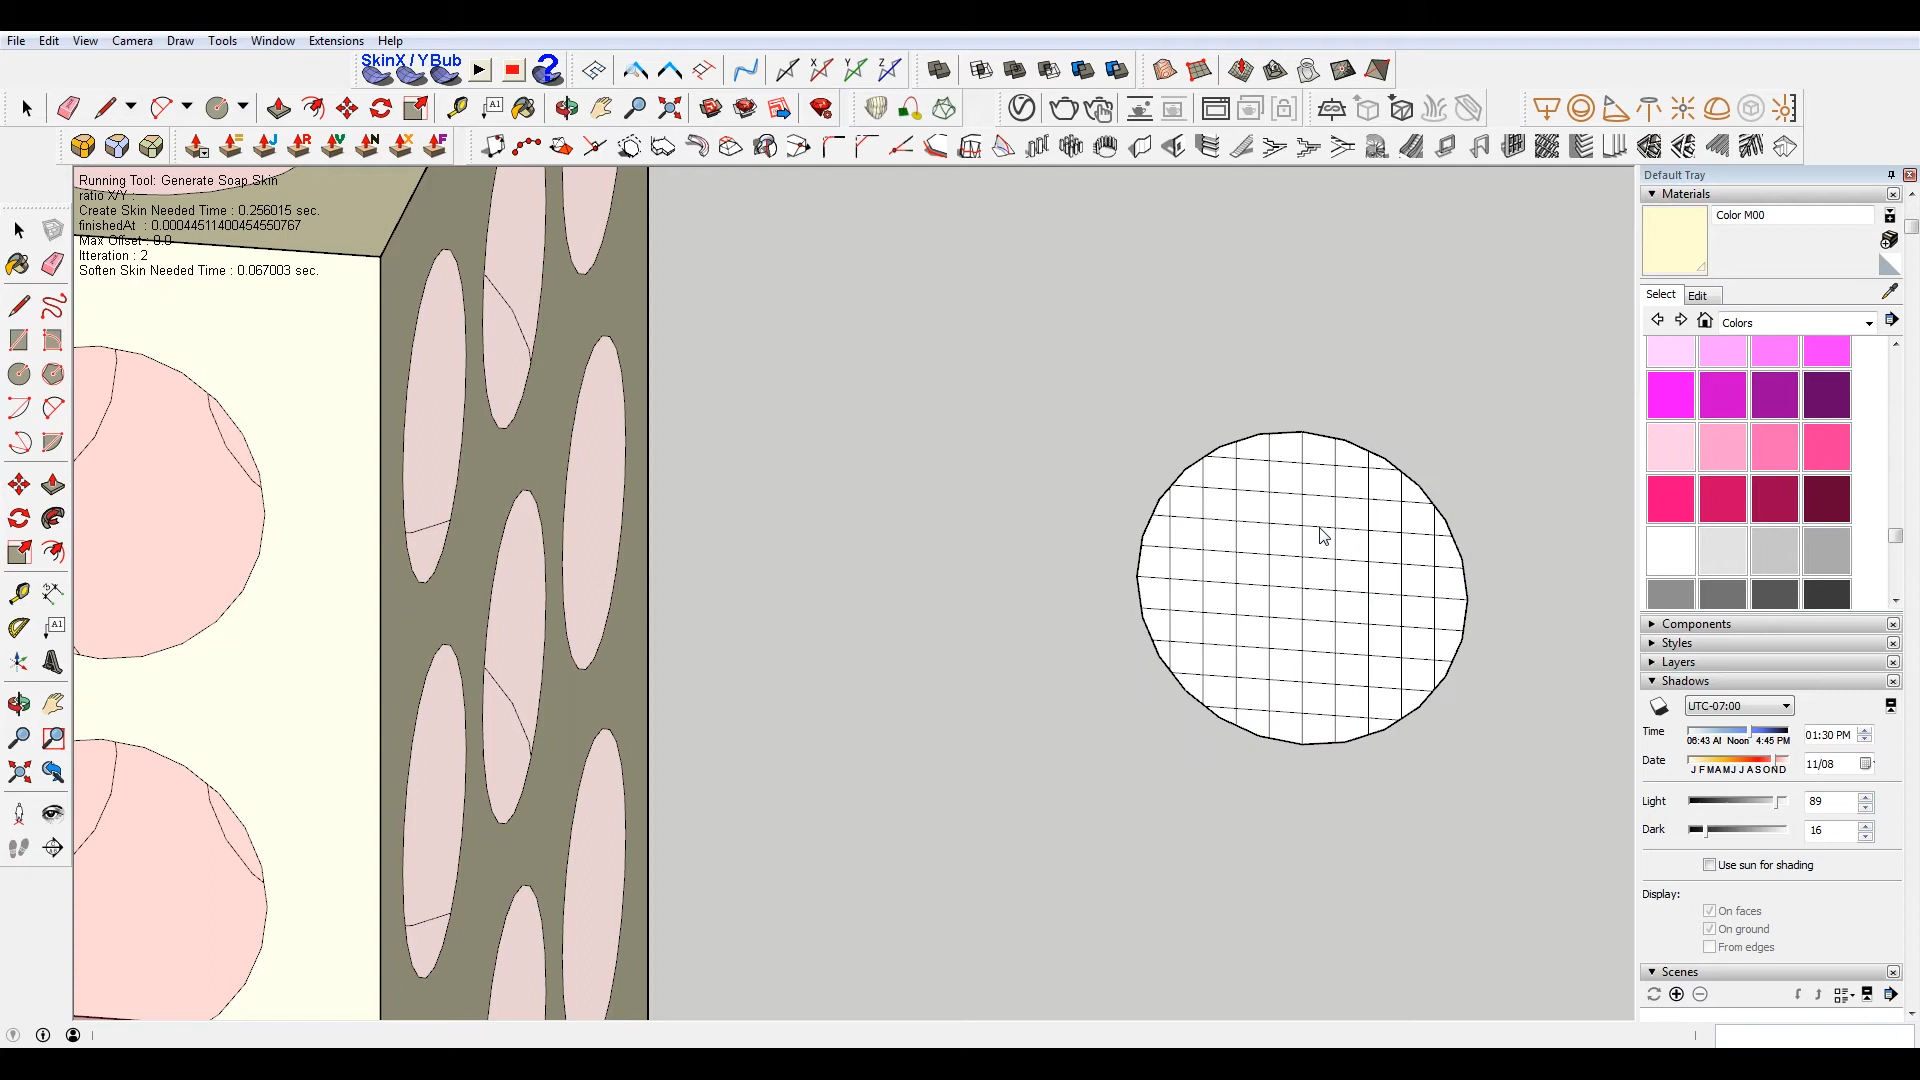 File Edit View Camera Draw Tools Window Extensions Help
SkinX / YBub
?
X Y Z
A1
J R V N X F
Running Tool: Generate Soap Skin
ratio X/Y :
Create Skin Needed Time : 0.256015 sec.
finishedAt : 0.00044511400454550767
Max Offset : 0.0
Itteration : 2
Soften Skin Needed Time : 0.067003 sec.
A1
Default Tray
Materials
Color M00
Select Edit
Colors
Components
Styles
Layers
Shadows
UTC-07:00
Time 06:43 AI Noon 4:45 PM 01:30 PM
Date J F M A M J J A S O N D 11/08
Light 89
Dark 16
Use sun for shading
Display:
On faces
On ground
From edges
Scenes